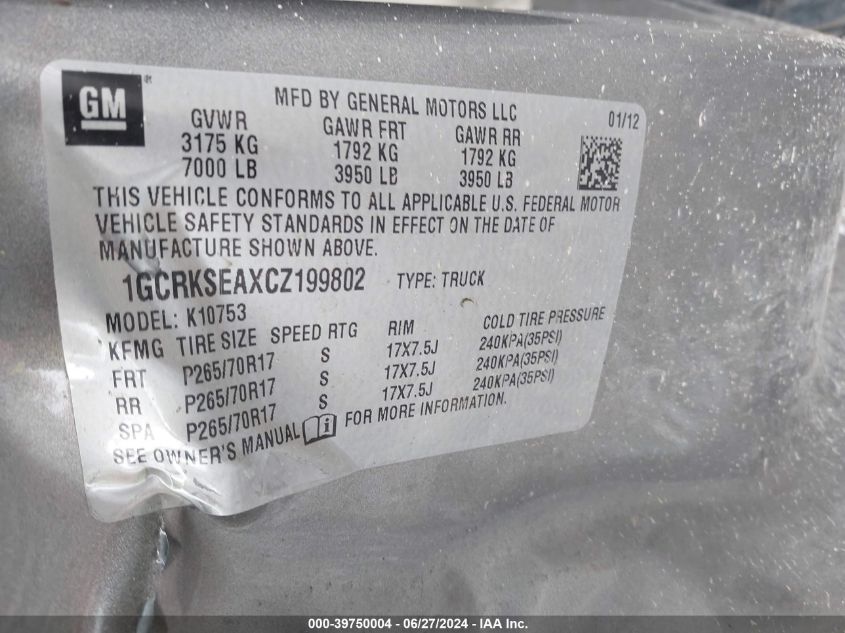 GM
MFD BY GENERAL MOTORS LLC 01/12
GVWR GAWR FRT GAWR RR
3175 KG 1792 KG 1792 KG
7000 LB 3950 LB 3950 LB
THIS VEHICLE CONFORMS TO ALL APPLICABLE U.S. FEDERAL MOTOR
VEHICLE SAFETY STANDARDS IN EFFECT ON THE DATE OF
MANUFACTURE SHOWN ABOVE.
1GCRKSEAXCZ199802 TYPE: TRUCK
MODEL: K10753
KFMG TIRE SIZE SPEED RTG RIM COLD TIRE PRESSURE
FRT P265/70R17 S 17X7.5J 240KPA(35PSI)
RR P265/70R17 S 17X7.5J 240KPA(35PSI)
SPA P265/70R17 S 17X7.5J 240KPA(35PSI)
SEE OWNER'S MANUAL FOR MORE INFORMATION.
000-39750004 - 06/27/2024 - IAA Inc.